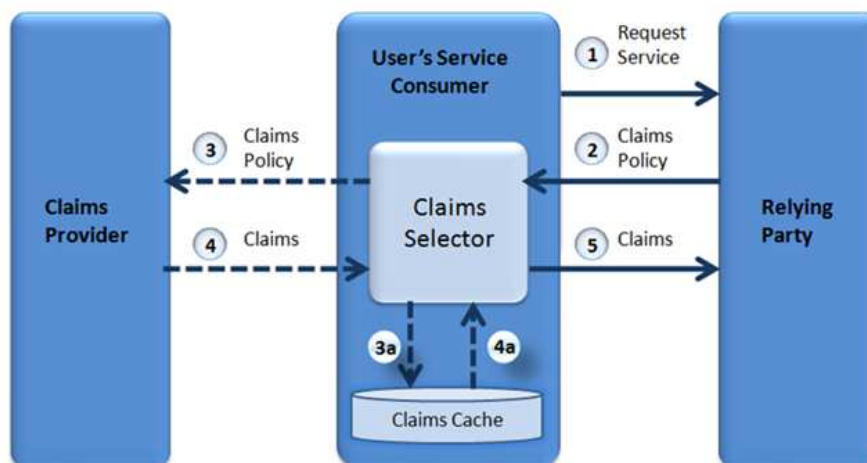 1
Request
Service
User's Service
Consumer
3
Claims
Policy
2
Claims
Policy
Claims
Provider
Claims
Selector
Relying
Party
4
Claims
5
Claims
3a
4a
Claims Cache